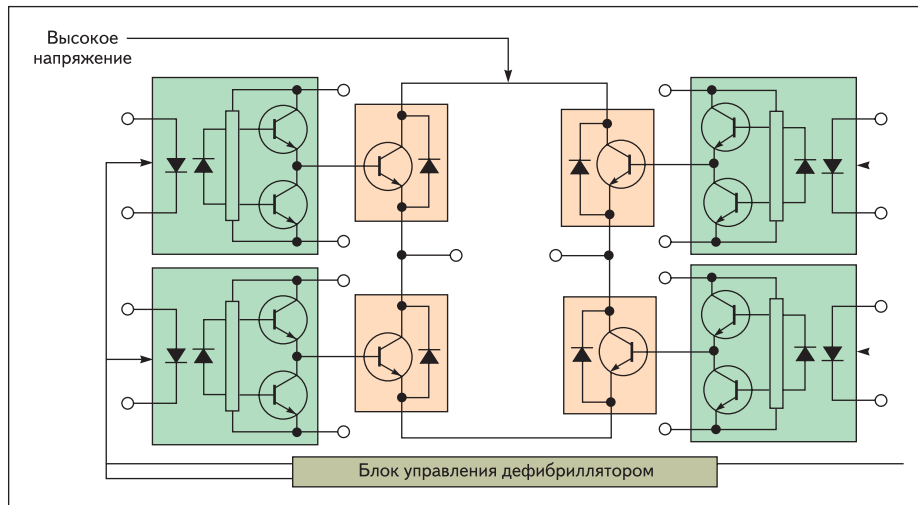 Высокое
напряжение
Блок управления дефибриллятором